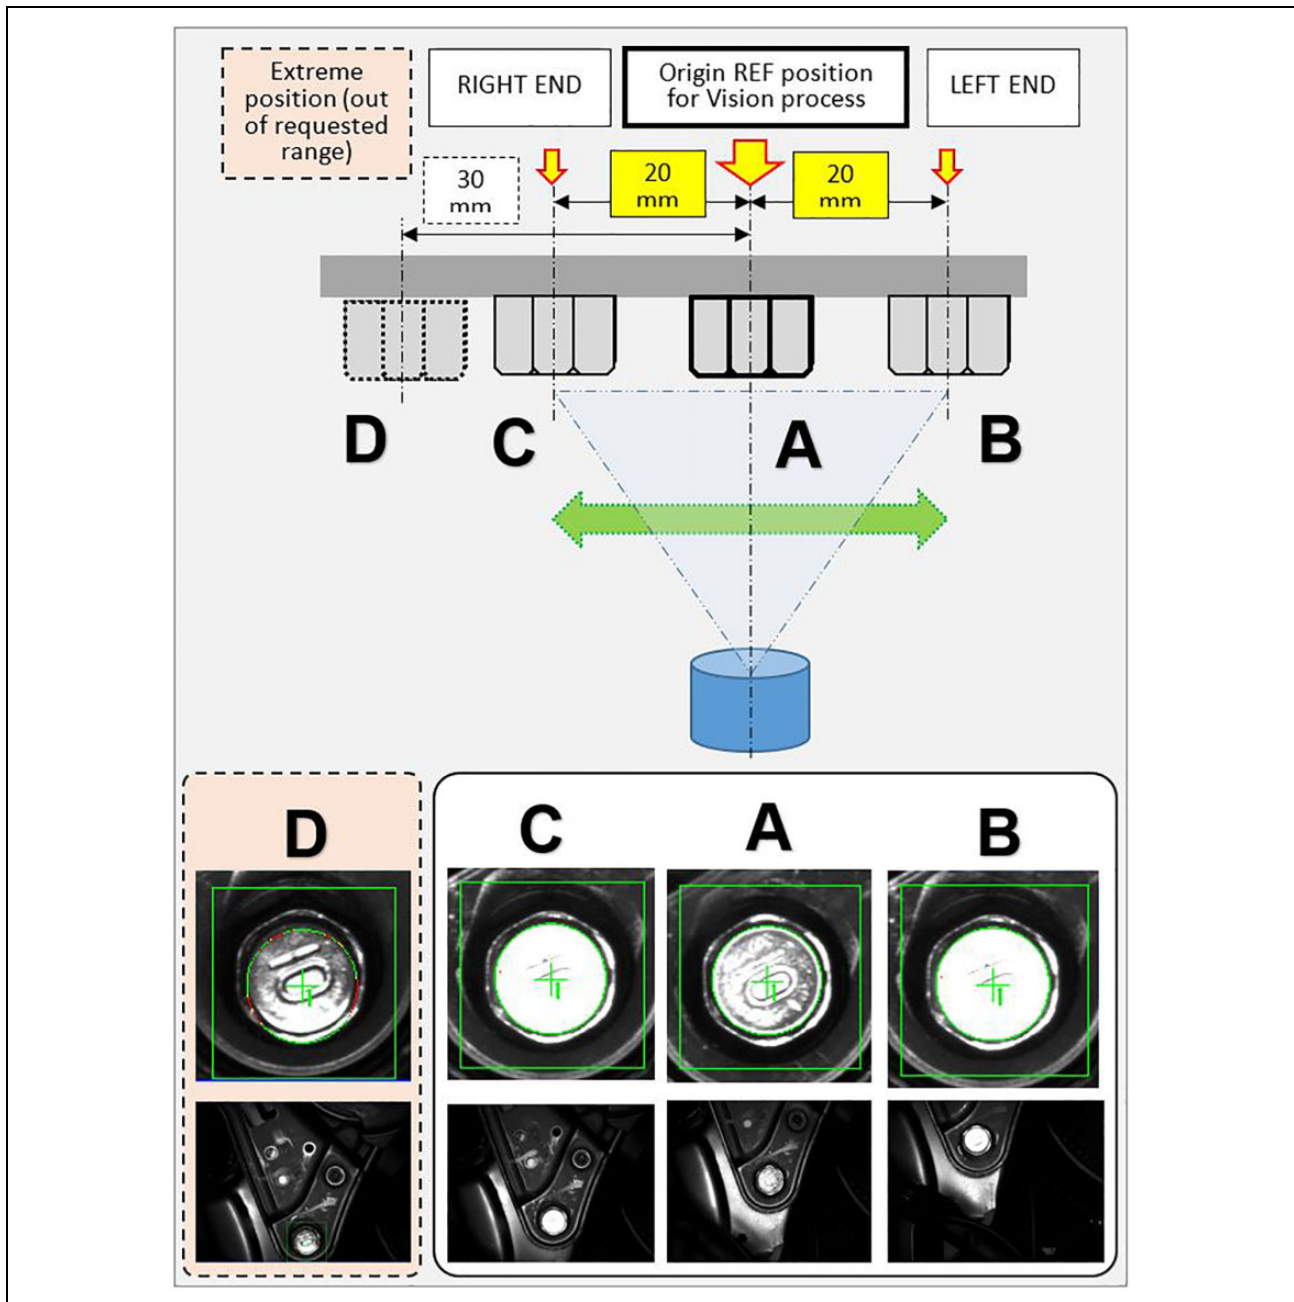 Extreme
position (out
of requested
range)
RIGHT END
Origin REF position
for Vision process
LEFT END
30
mm
20
mm
20
mm
D
C
A
B
D
C
A
B